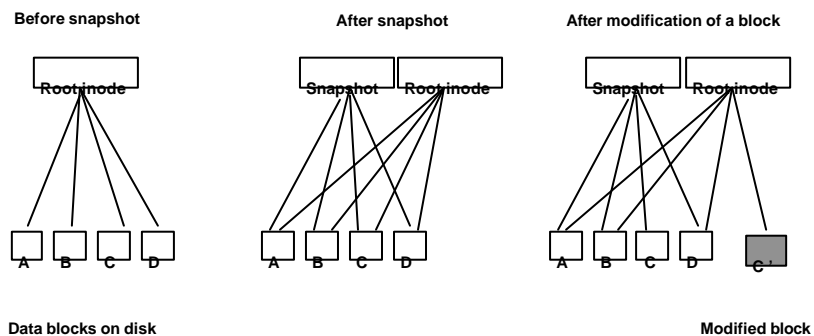 Before snapshot
After snapshot
After modification of a block
Root inode
Snapshot
Root inode
Snapshot
Root inode
A B C D
A B C D
A B C D C '
Data blocks on disk
Modified block